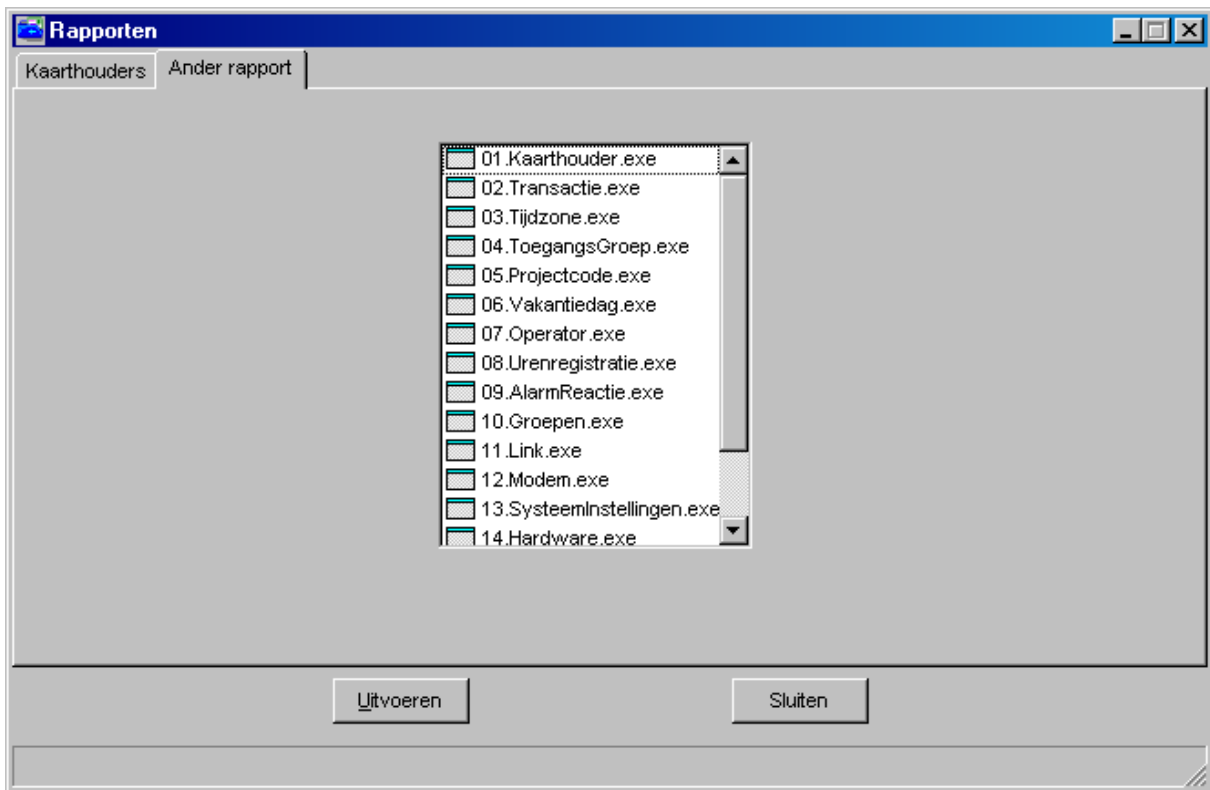 Rapporten
Kaarthouders
Ander rapport
01.Kaarthouder.exe
02.Transactie.exe
03.Tijdzone.exe
04.ToegangsGroep.exe
05.Projectcode.exe
06.Vakantiedag.exe
07.Operator.exe
08.Urenregistratie.exe
09.AlarmReactie.exe
10.Groepen.exe
11.Link.exe
12.Modem.exe
13.SysteemInstellingen.exe
14.Hardware.exe
Uitvoeren
Sluiten